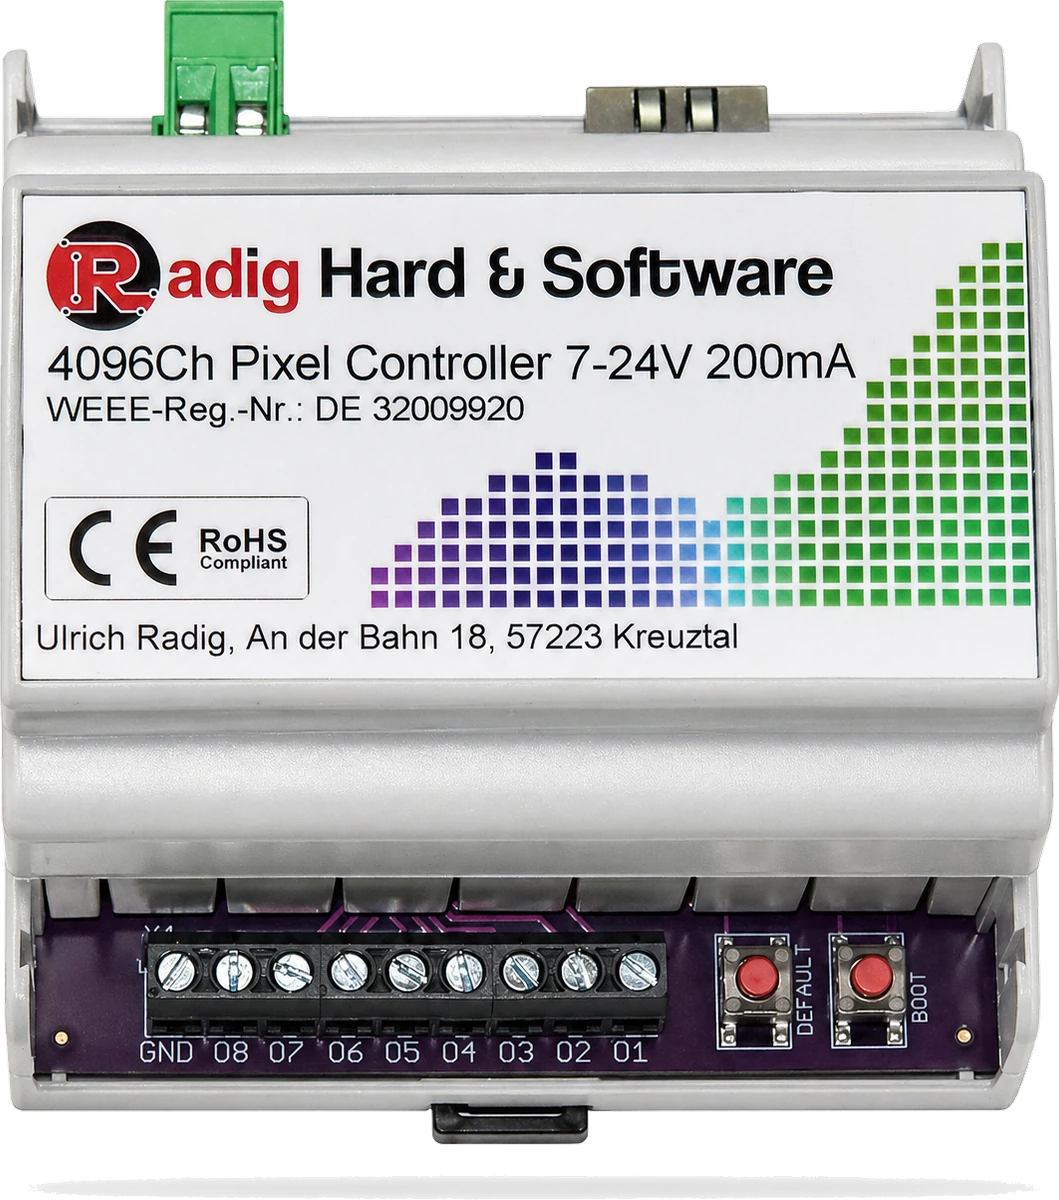 Radig Hard & Software
4096Ch Pixel Controller 7-24V 200mA
WEEE-Reg.-Nr.: DE 32009920
CE RoHS
Compliant
Ulrich Radig, An der Bahn 18, 57223 Kreuztal
DEFAULT
BOOT
GND 08 07 06 05 04 03 02 01